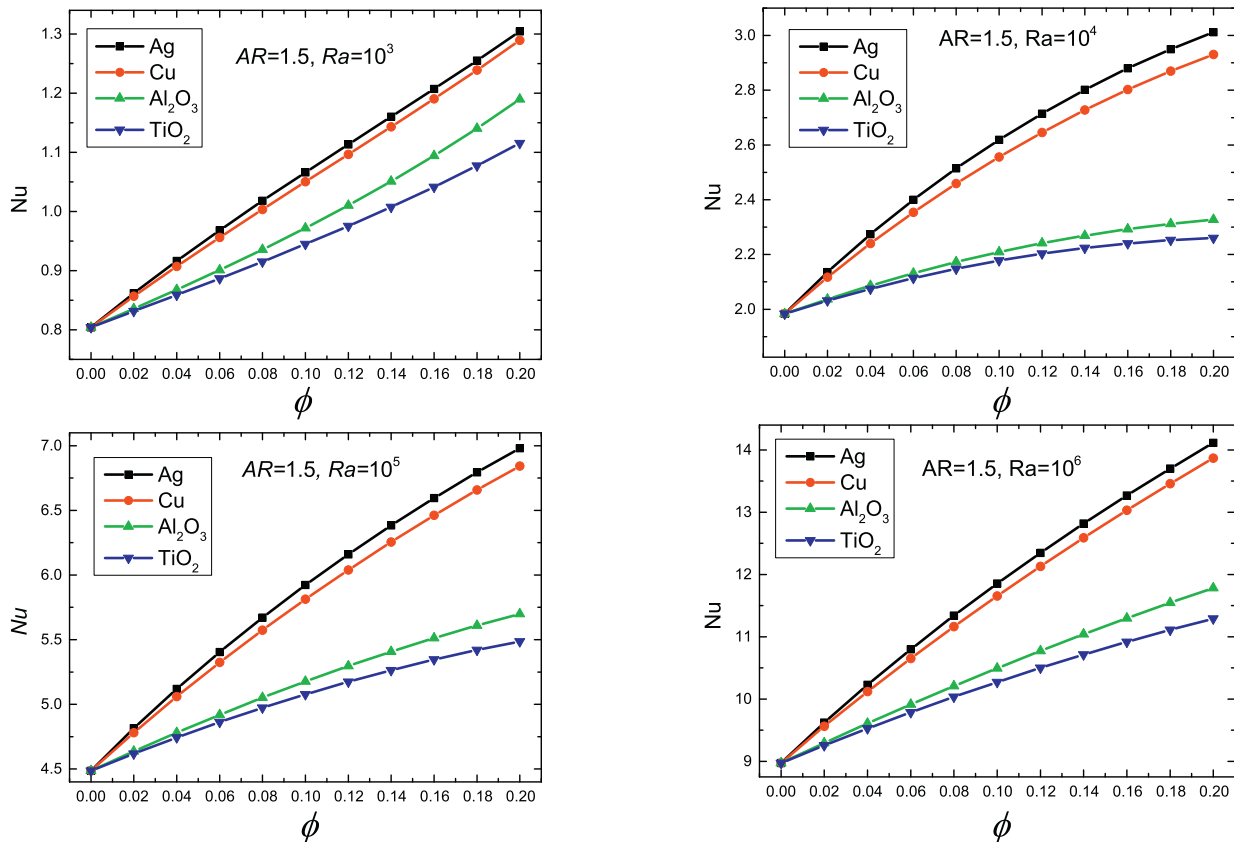 Nu
1.3
1.2
1.1
1.0
0.9
0.8
Ag
Cu
Al₂O₃
TiO₂
AR=1.5, Ra=10³
0.00 0.02 0.04 0.06 0.08 0.10 0.12 0.14 0.16 0.18 0.20
ϕ
Nu
3.0
2.8
2.6
2.4
2.2
2.0
Ag
Cu
Al₂O₃
TiO₂
AR=1.5, Ra=10⁴
0.00 0.02 0.04 0.06 0.08 0.10 0.12 0.14 0.16 0.18 0.20
ϕ
Nu
7.0
6.5
6.0
5.5
5.0
4.5
Ag
Cu
Al₂O₃
TiO₂
AR=1.5, Ra=10⁵
0.00 0.02 0.04 0.06 0.08 0.10 0.12 0.14 0.16 0.18 0.20
ϕ
Nu
14
13
12
11
10
9
Ag
Cu
Al₂O₃
TiO₂
AR=1.5, Ra=10⁶
0.00 0.02 0.04 0.06 0.08 0.10 0.12 0.14 0.16 0.18 0.20
ϕ